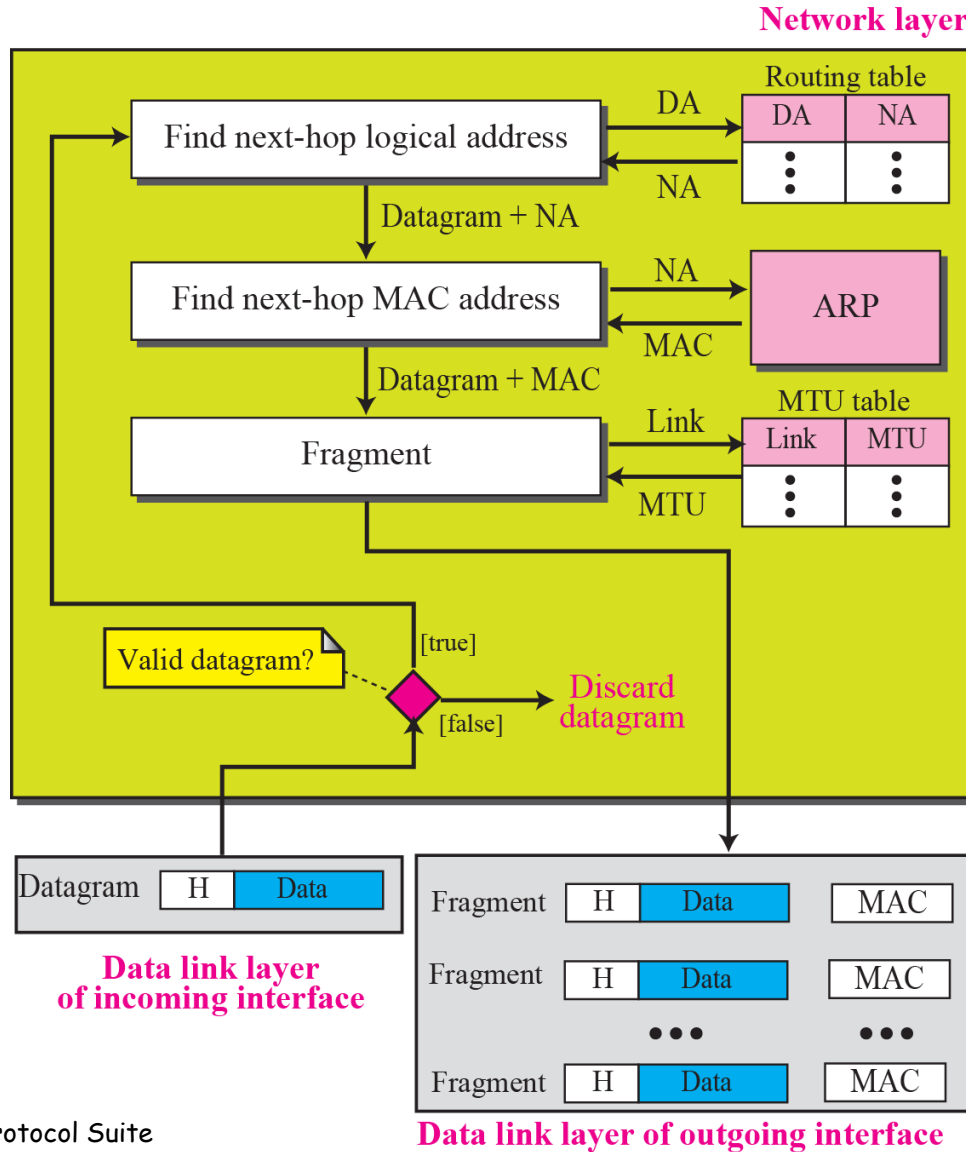 Network layer
Routing table
DA
DA NA
Find next-hop logical address
NA
Datagram + NA
NA
Find next-hop MAC address
ARP
MAC
Datagram + MAC
MTU table
Link
Link MTU
Fragment
MTU
[true]
Valid datagram?
Discard
datagram
[false]
Datagram H Data
Data link layer
of incoming interface
Fragment H Data MAC
Fragment H Data MAC
Fragment H Data MAC
Data link layer of outgoing interface
rotocol Suite